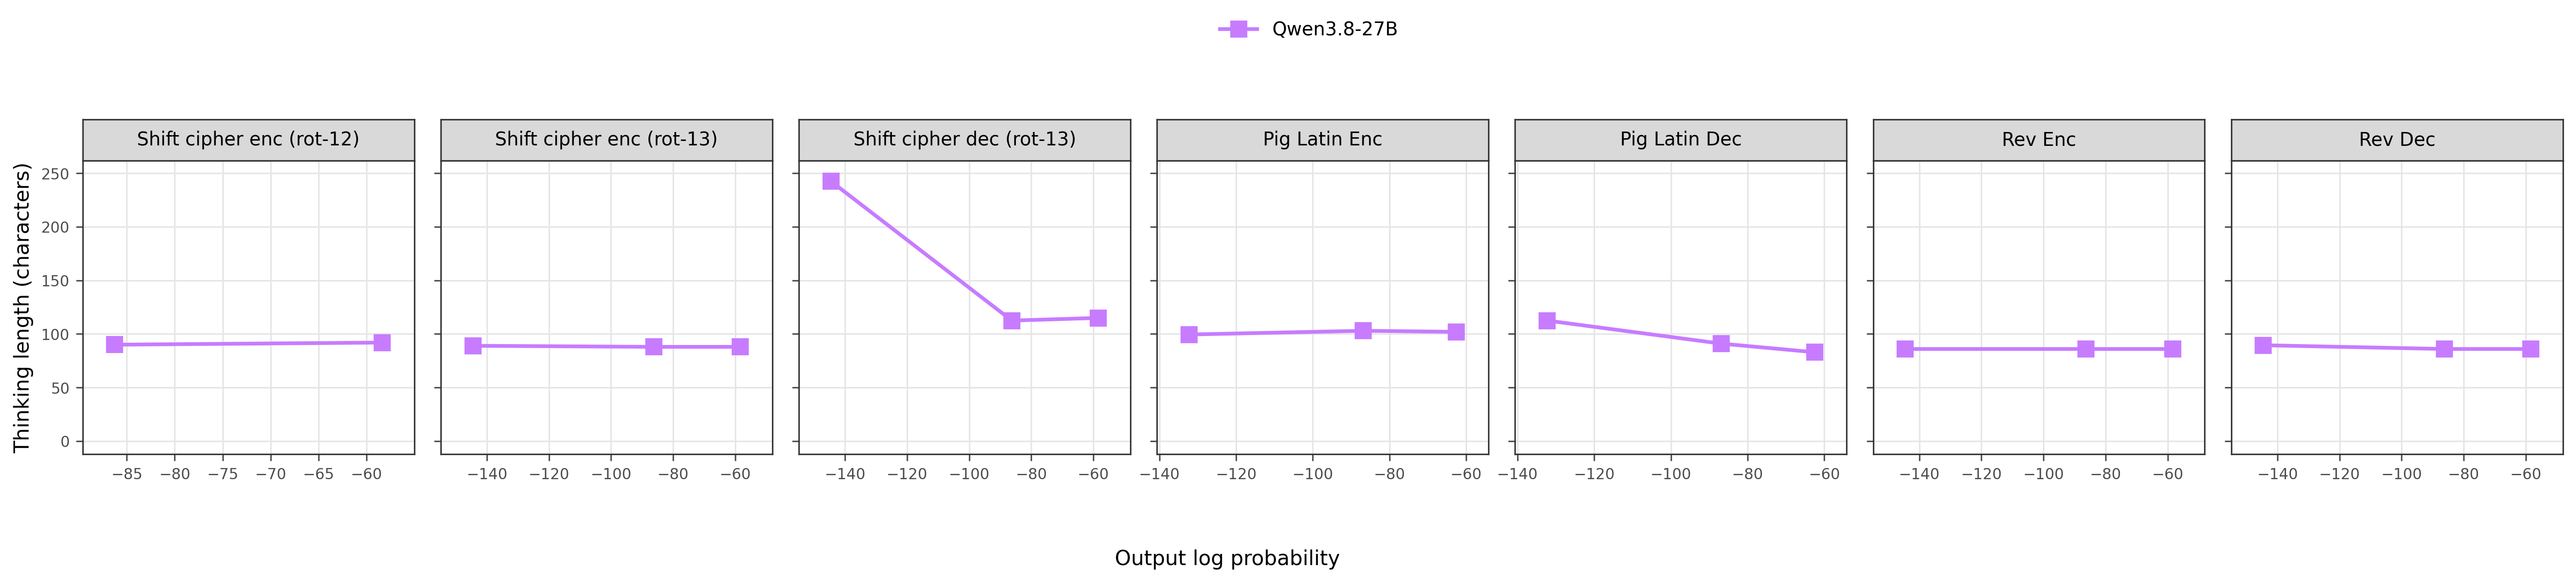 Qwen3.8-27B
Shift cipher enc (rot-12)
Shift cipher enc (rot-13)
Shift cipher dec (rot-13)
Pig Latin Enc
Pig Latin Dec
Rev Enc
Rev Dec
Thinking length (characters)
250
200
150
100
50
0
−85 −80 −75 −70 −65 −60
−140 −120 −100 −80 −60
−140 −120 −100 −80 −60
−140 −120 −100 −80 −60
−140 −120 −100 −80 −60
−140 −120 −100 −80 −60
−140 −120 −100 −80 −60
Output log probability